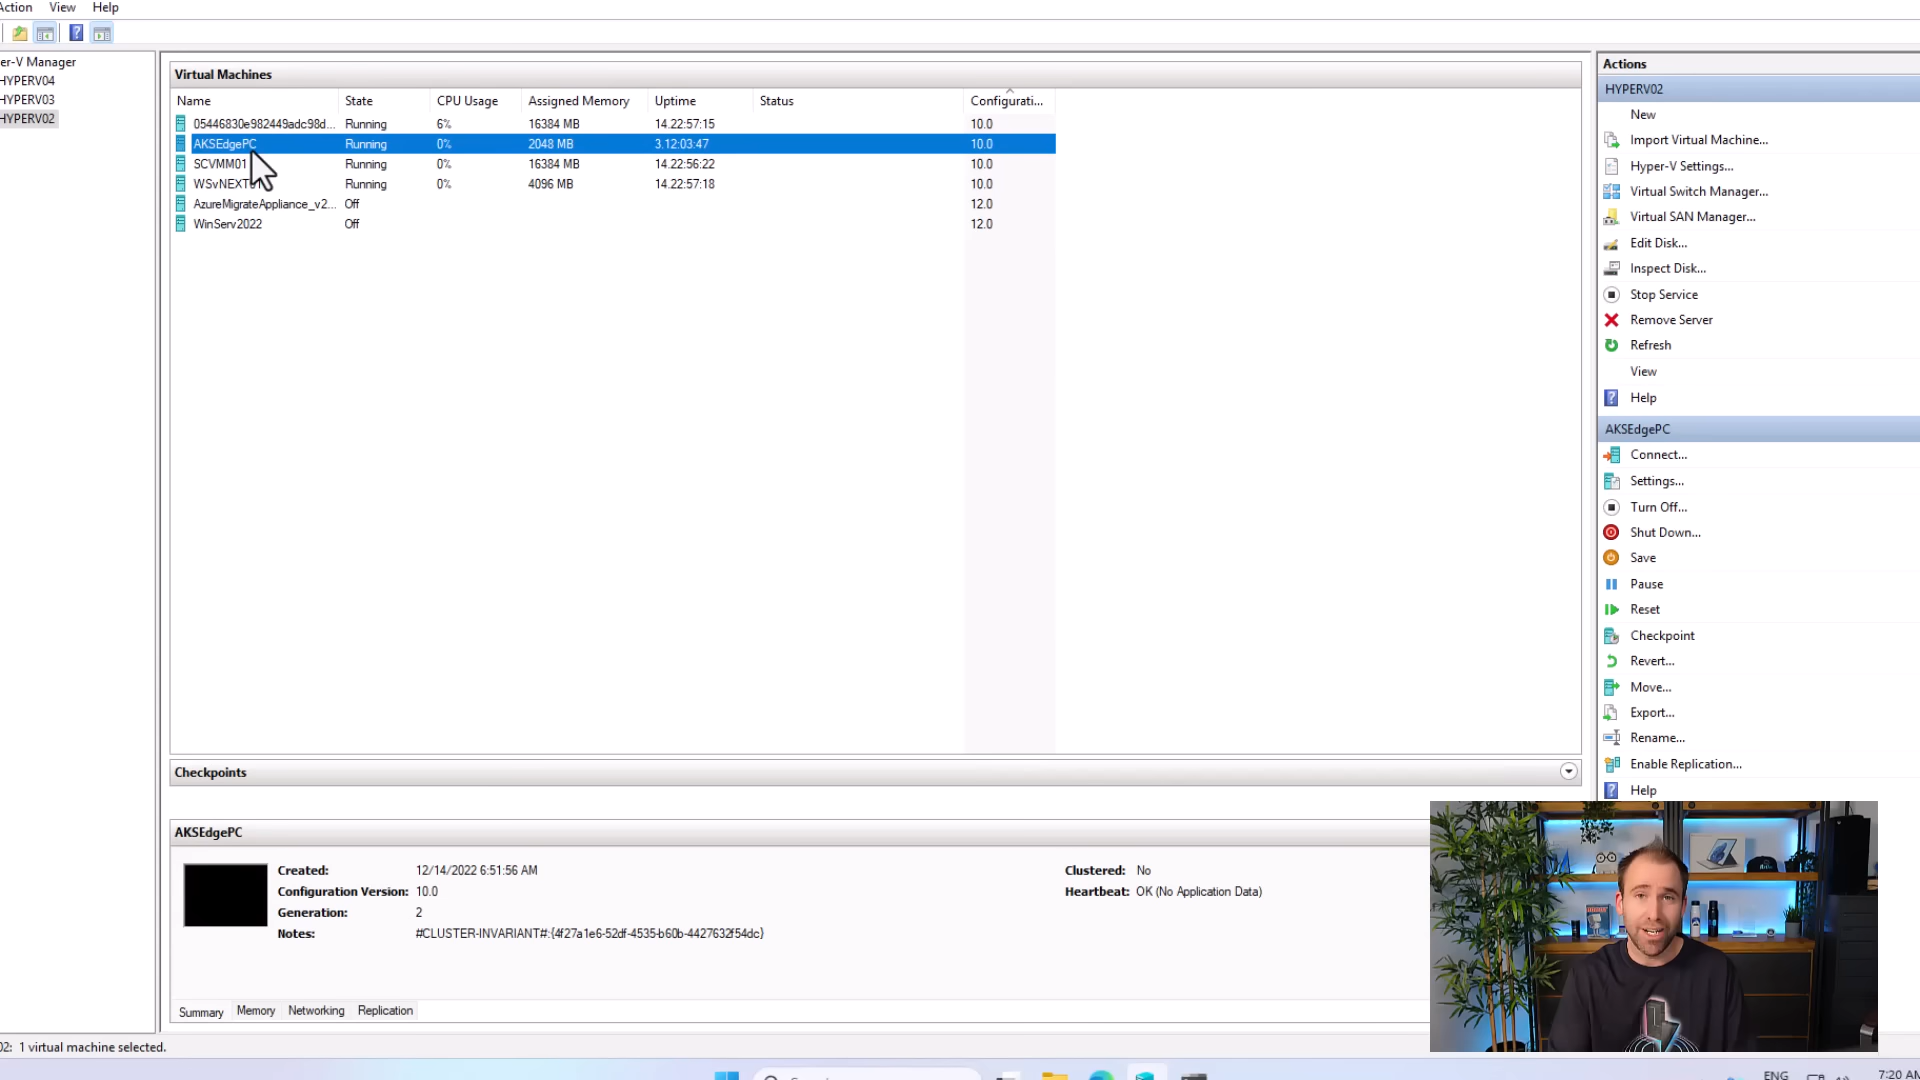 Action View Help
er-V Manager
HYPERV04
HYPERV03
HYPERV02
Virtual Machines
Name State CPU Usage Assigned Memory Uptime Status Configurati...
05446830e982449adc98d... Running 6% 16384 MB 14.22:57:15 10.0
AKSEdgePC Running 0% 2048 MB 3.12:03:47 10.0
SCVMM01 Running 0% 16384 MB 14.22:56:22 10.0
WSvNEXT01 Running 0% 4096 MB 14.22:57:18 10.0
AzureMigrateAppliance_v2... Off 12.0
WinServ2022 Off 12.0
Checkpoints
AKSEdgePC
Created: 12/14/2022 6:51:56 AM Clustered: No
Configuration Version: 10.0 Heartbeat: OK (No Application Data)
Generation: 2
Notes: #CLUSTER-INVARIANT#:{4f27a1e6-52df-4535-b60b-4427632f54dc}
Summary Memory Networking Replication
02: 1 virtual machine selected.
Actions
HYPERV02
New
Import Virtual Machine...
Hyper-V Settings...
Virtual Switch Manager...
Virtual SAN Manager...
Edit Disk...
Inspect Disk...
Stop Service
Remove Server
Refresh
View
Help
AKSEdgePC
Connect...
Settings...
Turn Off...
Shut Down...
Save
Pause
Reset
Checkpoint
Revert...
Move...
Export...
Rename...
Enable Replication...
Help
ENG 7:20 AM